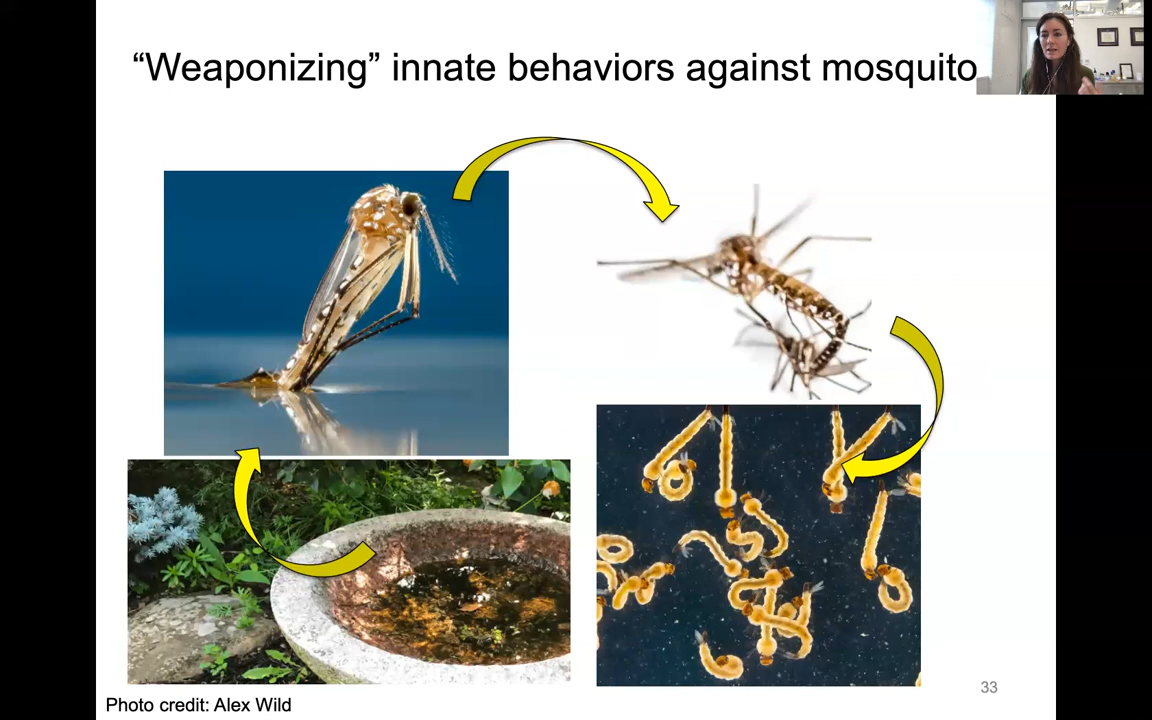 “Weaponizing” innate behaviors against mosquito
33
Photo credit: Alex Wild